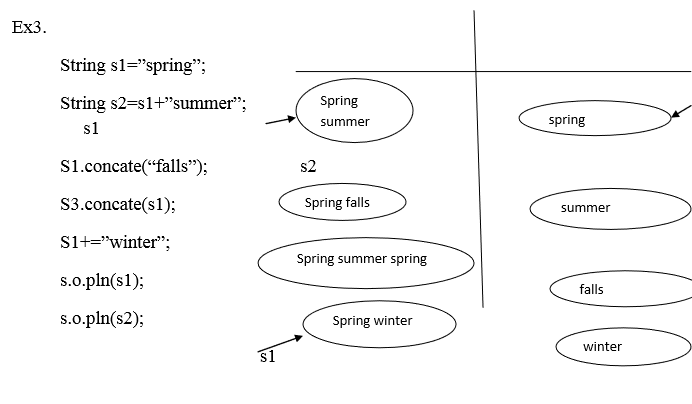 Ex3.
String s1=”spring”;
String s2=s1+”summer”;
s1
S1.concate(“falls”);
S3.concate(s1);
S1+=”winter”;
s.o.pln(s1);
s.o.pln(s2);
Spring
summer
s2
Spring falls
Spring summer spring
Spring winter
s1
spring
summer
falls
winter